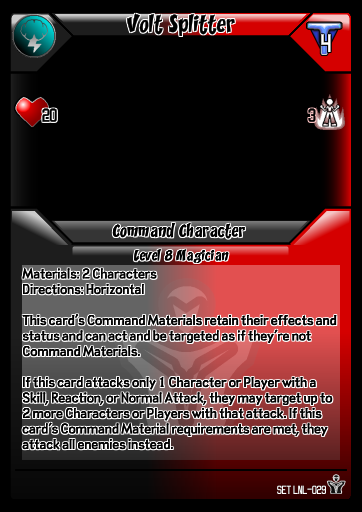 Volt Splitter
4
20
3
Command Character
Level 8 Magician
Materials: 2 Characters
Directions: Horizontal
This card's Command Materials retain their effects and
status and can act and be targeted as if they're not
Command Materials.
If this card attacks only 1 Character or Player with a
Skill, Reaction, or Normal Attack, they may target up to
2 more Characters or Players with that attack. If this
card's Command Material requirements are met, they
attack all enemies instead.
SET LNL-029